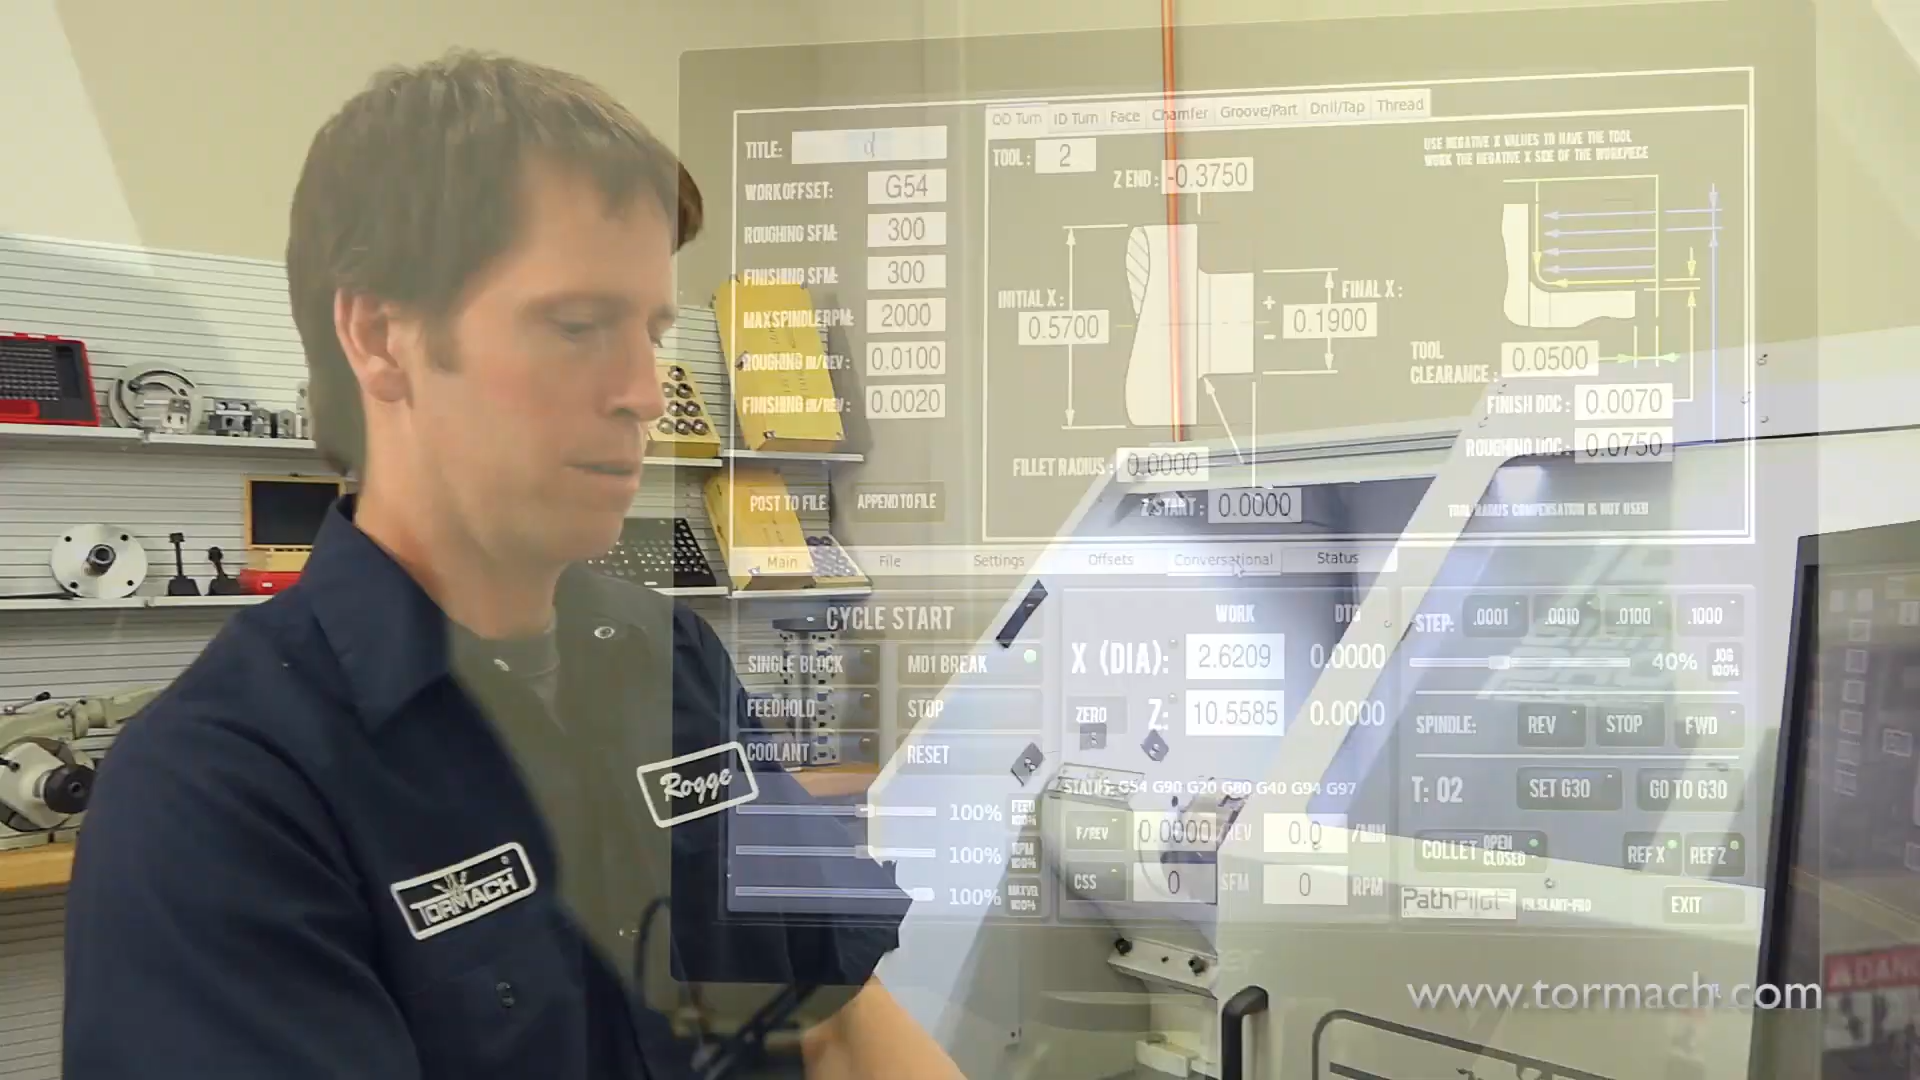 OD Turn ID Turn Face Chamfer Groove/Part Drill/Tap Thread
TITLE: d
WORK OFFSET: G54
ROUGHING SFM: 300
FINISHING SFM: 300
MAX SPINDLE RPM: 2000
ROUGHING IN/REV: 0.0100
FINISHING IN/REV: 0.0020
POST TO FILE APPEND TO FILE
TOOL: 2
Z END: -0.3750
INITIAL X: 0.5700
FINAL X: + - 0.1900
FILLET RADIUS: 0.0000
Z START: 0.0000
USE NEGATIVE X VALUES TO HAVE THE TOOL
WORK THE NEGATIVE X SIDE OF THE WORKPIECE
TOOL
CLEARANCE: 0.0500
FINISH DOC: 0.0070
ROUGHING DOC: 0.0750
TOOL RADIUS COMPENSATION IS NOT USED
Main File Settings Offsets Conversational Status
CYCLE START
SINGLE BLOCK M01 BREAK
FEEDHOLD STOP
COOLANT RESET
100% FEED 100%
100% RPM 100%
100% MAXVEL 100%
WORK DTG
X (DIA): 2.6209 0.0000
ZERO Z: 10.5585 0.0000
STATUS: G54 G90 G20 G80 G40 G94 G97
F/REV 0.0000 /REV 0.0 /MIN
CSS 0 SFM 0 RPM
STEP: .0001 .0010 .0100 .1000
40% JOG 100%
SPINDLE: REV STOP FWD
T: 02 SET G30 GO TO G30
COLLET OPEN CLOSED REF X REF Z
PathPilot 15LSLANT-PRO EXIT
Rogge
TORMACH
DANG
www.tormach.com